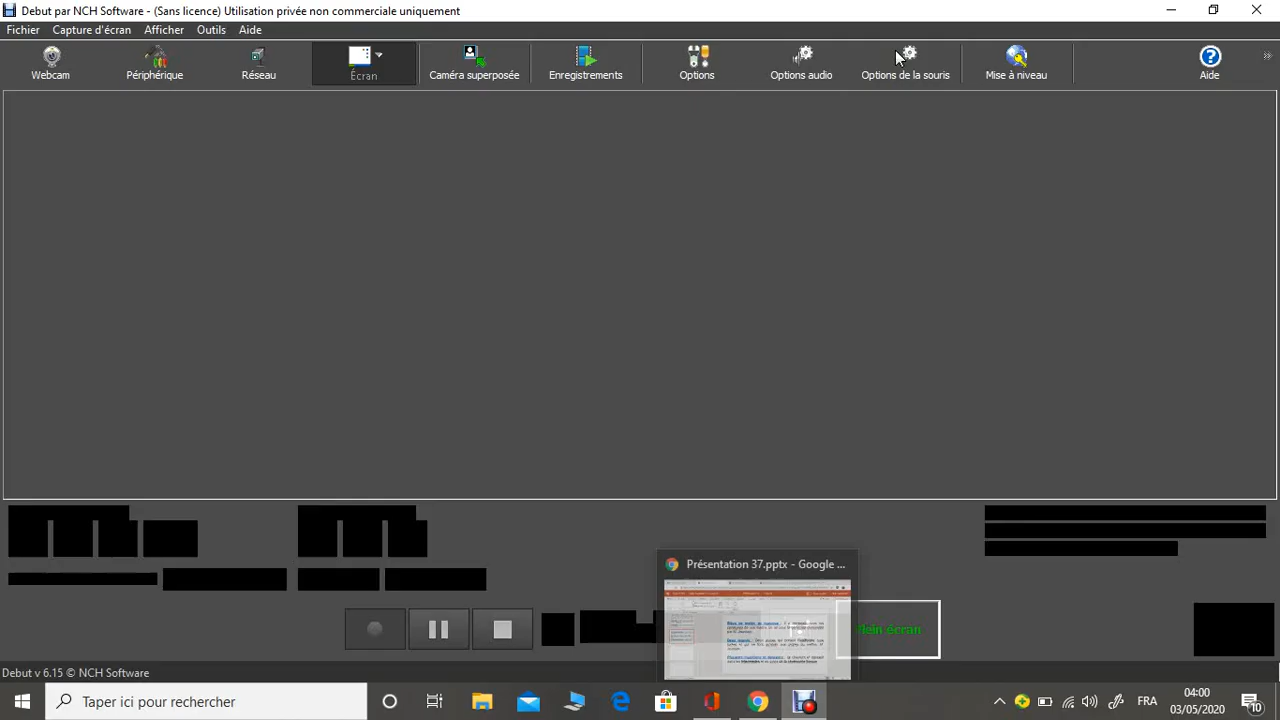 Debut par NCH Software - (Sans licence) Utilisation privée non commerciale uniquement
Fichier Capture d'écran Afficher Outils Aide
Webcam Périphérique Réseau Écran Caméra superposé Enregistrements Options Options audio Options de la souris Mise à niveau Aide
Présentation 37.pptx - Google ...
lein écran
Debut v 6.15 © NCH Software
Taper ici pour rechercher
FRA
04:00
03/05/2020
10